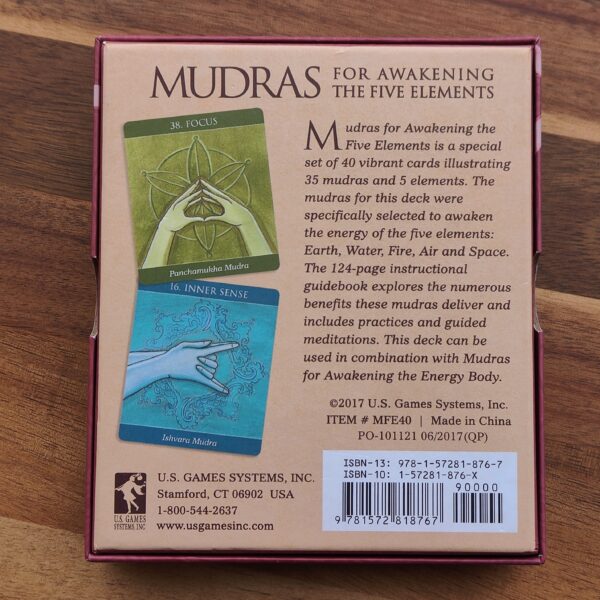 MUDRAS FOR AWAKENING
THE FIVE ELEMENTS
38. FOCUS
Panchamukha Mudra
16. INNER SENSE
Ishvara Mudra
Mudras for Awakening the
Five Elements is a special
set of 40 vibrant cards illustrating
35 mudras and 5 elements. The
mudras for this deck were
specifically selected to awaken
the energy of the five elements:
Earth, Water, Fire, Air and Space.
The 124-page instructional
guidebook explores the numerous
benefits these mudras deliver and
includes practices and guided
meditations. This deck can be
used in combination with Mudras
for Awakening the Energy Body.
©2017 U.S. Games Systems, Inc.
ITEM # MFE40 | Made in China
PO-101121 06/2017(QP)
U.S. GAMES
SYSTEMS, INC
U.S. GAMES SYSTEMS, INC.
Stamford, CT 06902 USA
1-800-544-2637
www.usgamesinc.com
ISBN-13: 978-1-57281-876-7
ISBN-10: 1-57281-876-X
90000
9 781572 818767